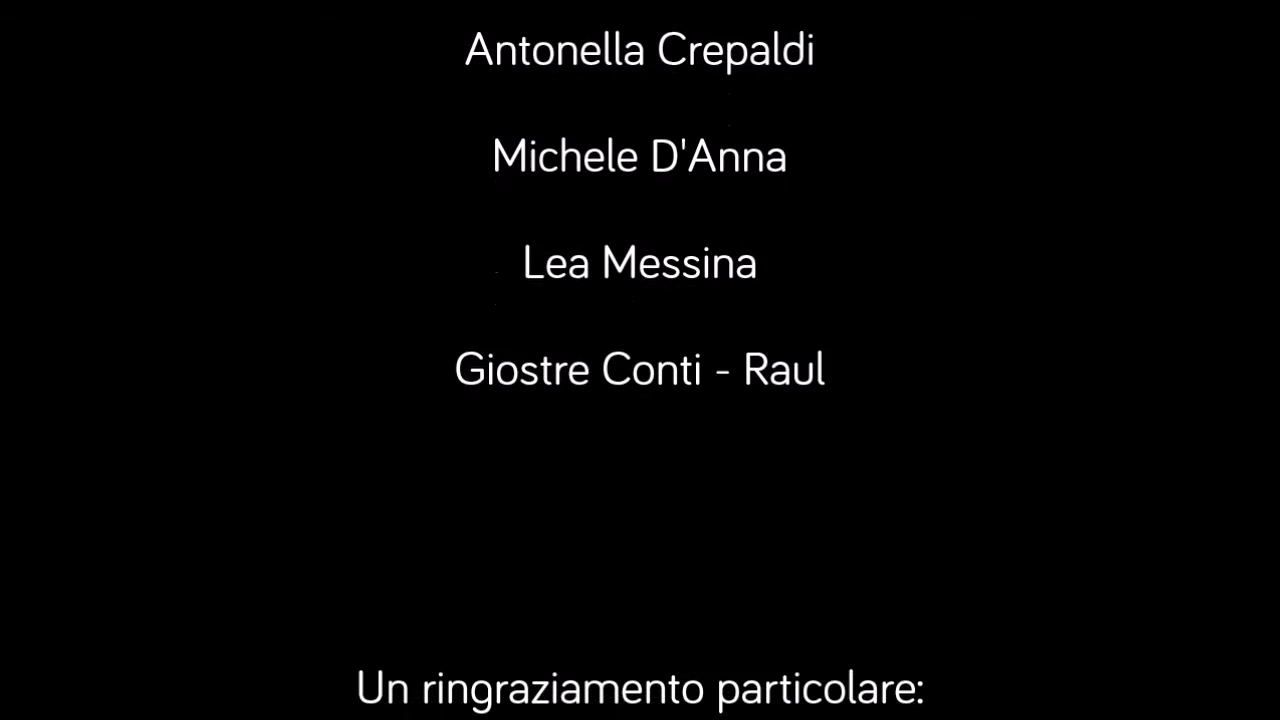 Antonella Crepaldi
Michele D'Anna
Lea Messina
Giostre Conti - Raul
Un ringraziamento particolare: